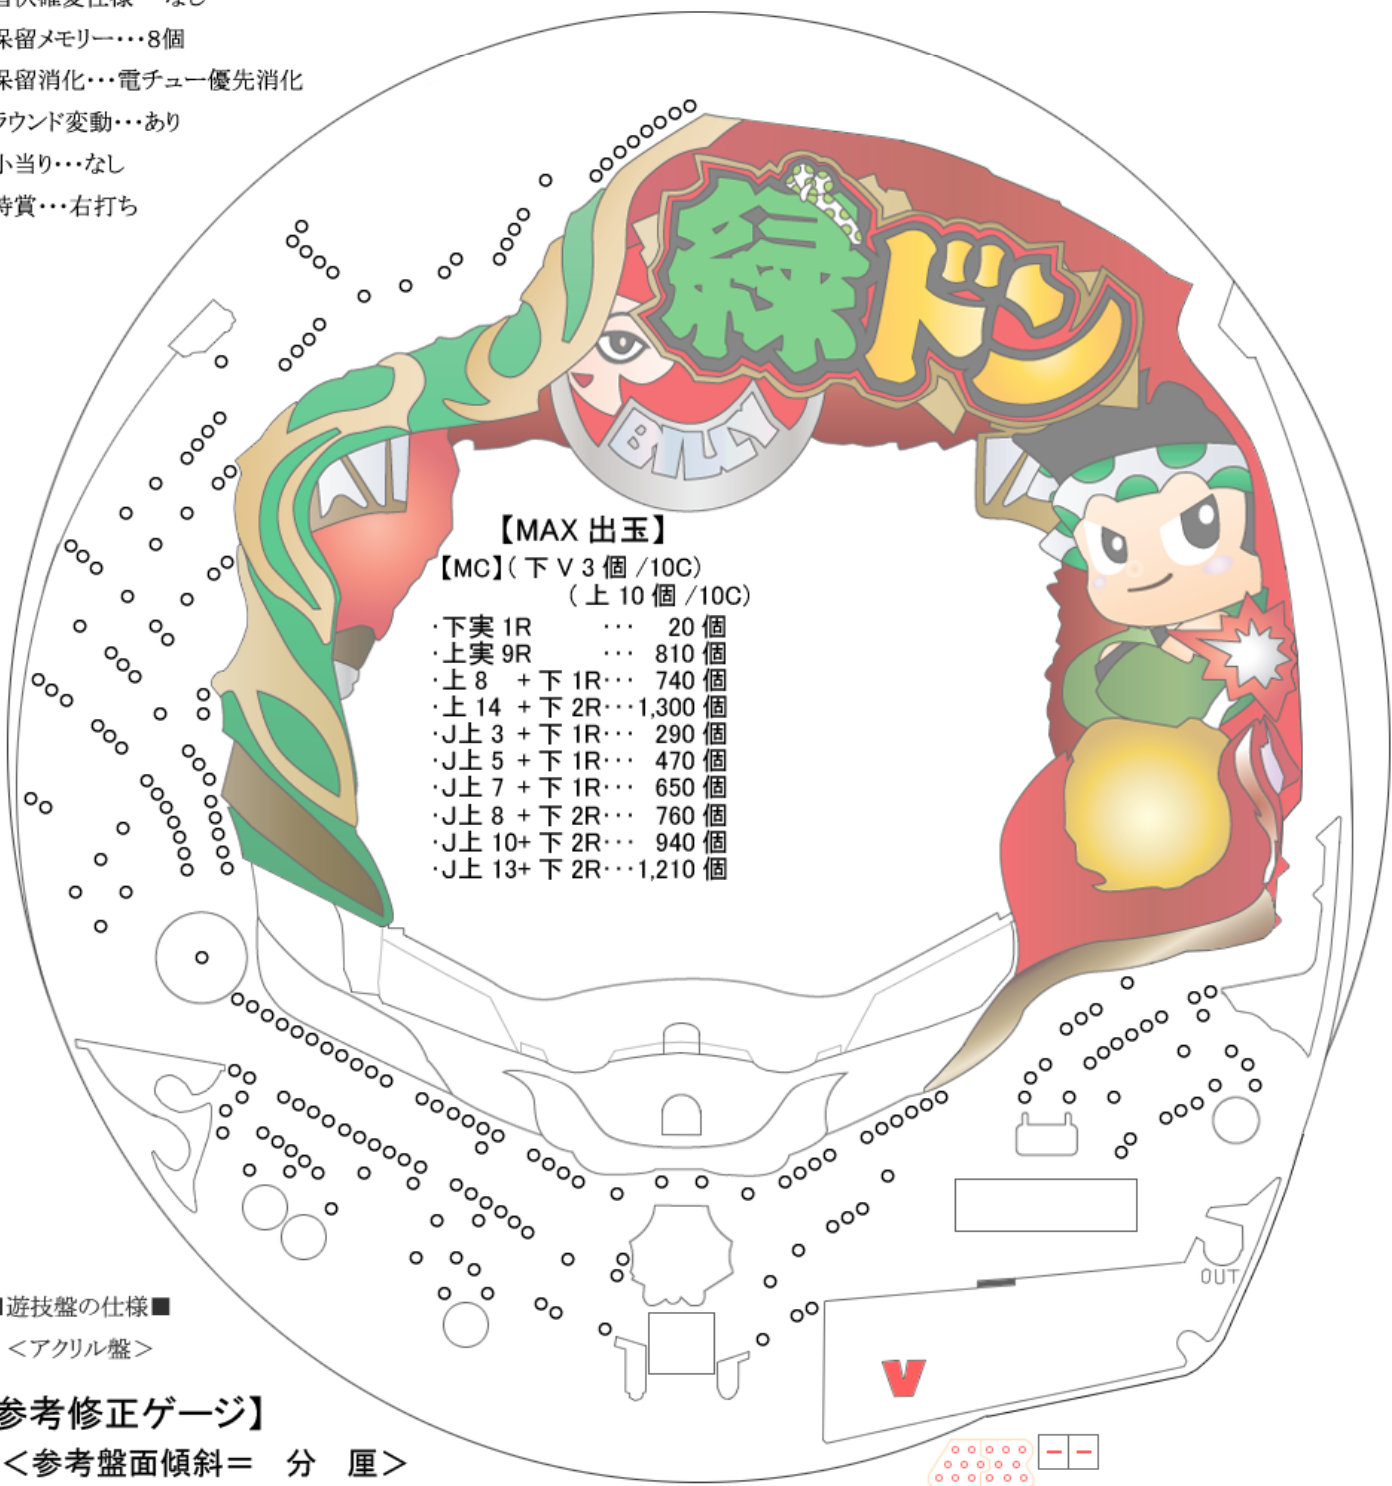 保留メモリー･･･8個
保留消化･･･電チュー優先消化
ラウンド変動･･･あり
小当り･･･なし
特賞･･･右打ち
緑ドン
BILLY
【MAX 出玉】
【MC】( 下 V 3 個 /10C)
( 上 10 個 /10C)
･下実 1R ･･･ 20 個
･上実 9R ･･･ 810 個
･上 8 + 下 1R･･･ 740 個
･上 14 + 下 2R･･･1,300 個
･J上 3 + 下 1R･･･ 290 個
･J上 5 + 下 1R･･･ 470 個
･J上 7 + 下 1R･･･ 650 個
･J上 8 + 下 2R･･･ 760 個
･J上 10+ 下 2R･･･ 940 個
･J上 13+ 下 2R･･･1,210 個
OUT
■遊技盤の仕様■
＜アクリル盤＞
V
参考修正ゲージ】
＜参考盤面傾斜＝ 分 厘＞